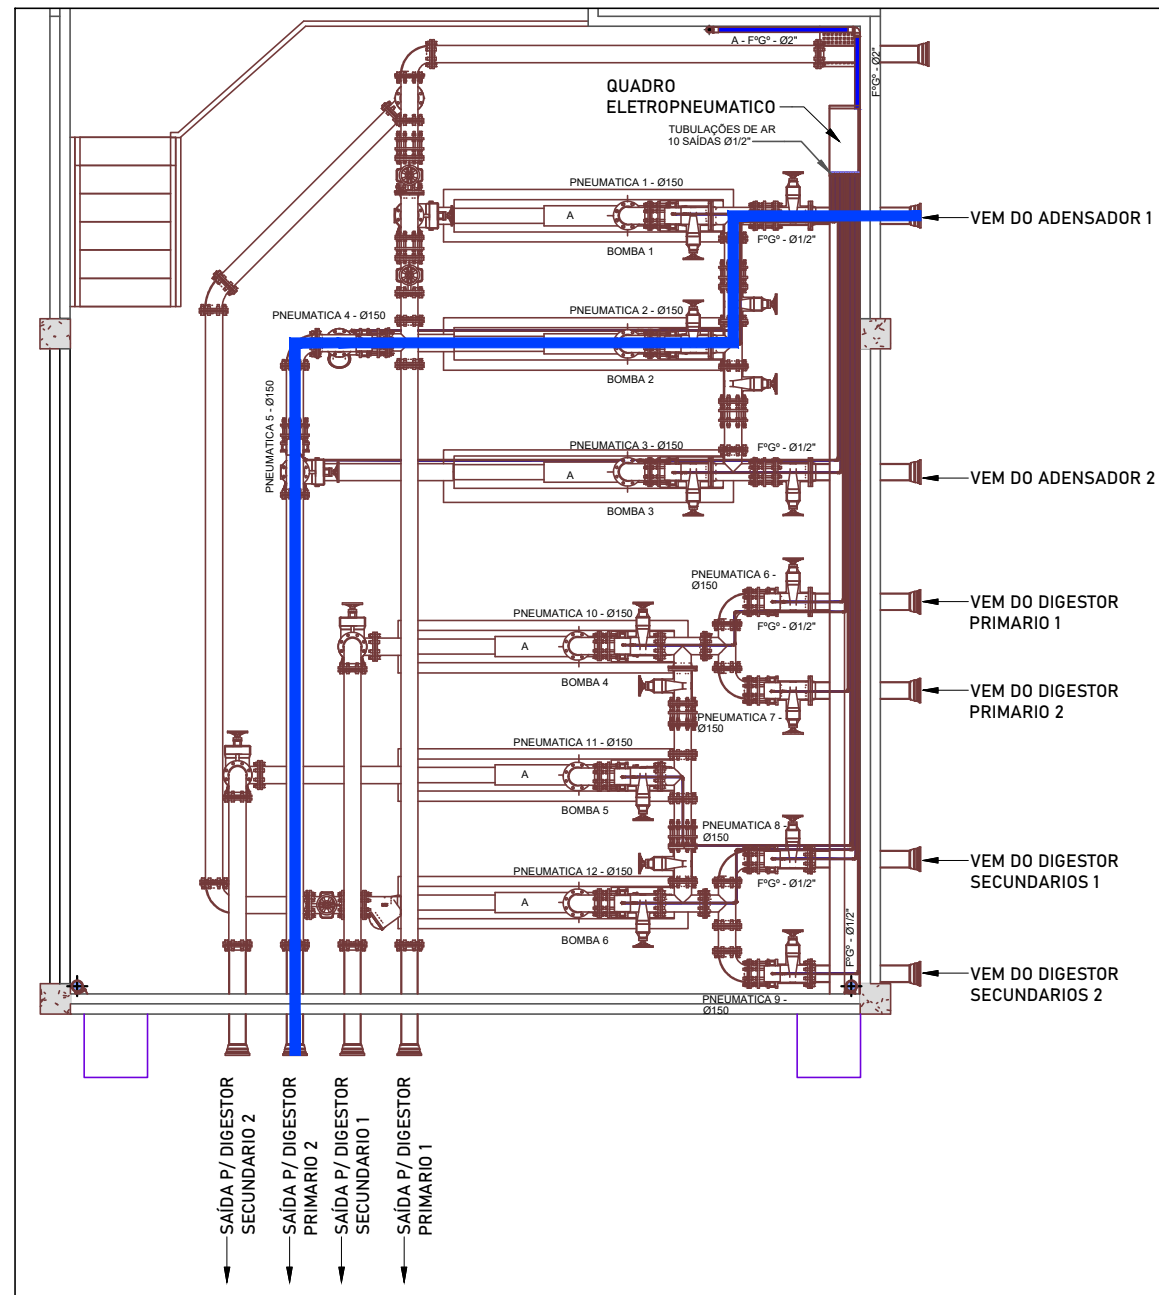 A - FºGº - Ø2"
FºGº - Ø2"
QUADRO
ELETROPNEUMATICO
TUBULAÇÕES DE AR
10 SAÍDAS Ø1/2"
PNEUMATICA 1 - Ø150
A
FºGº - Ø1/2"
BOMBA 1
VEM DO ADENSADOR 1
PNEUMATICA 4 - Ø150
PNEUMATICA 2 - Ø150
BOMBA 2
PNEUMATICA 5 - Ø150
PNEUMATICA 3 - Ø150
FºGº - Ø1/2"
A
BOMBA 3
VEM DO ADENSADOR 2
PNEUMATICA 6 -
Ø150
PNEUMATICA 10 - Ø150
FºGº - Ø1/2"
A
BOMBA 4
VEM DO DIGESTOR
PRIMARIO 1
VEM DO DIGESTOR
PRIMARIO 2
PNEUMATICA 7 -
Ø150
PNEUMATICA 11 - Ø150
A
BOMBA 5
PNEUMATICA 8 -
Ø150
PNEUMATICA 12 - Ø150
FºGº - Ø1/2"
A
BOMBA 6
VEM DO DIGESTOR
SECUNDARIOS 1
FºGº - Ø1/2"
VEM DO DIGESTOR
SECUNDARIOS 2
PNEUMATICA 9 -
Ø150
SAÍDA P/ DIGESTOR
SECUNDARIO 2
SAÍDA P/ DIGESTOR
PRIMARIO 2
SAÍDA P/ DIGESTOR
SECUNDARIO 1
SAÍDA P/ DIGESTOR
PRIMARIO 1